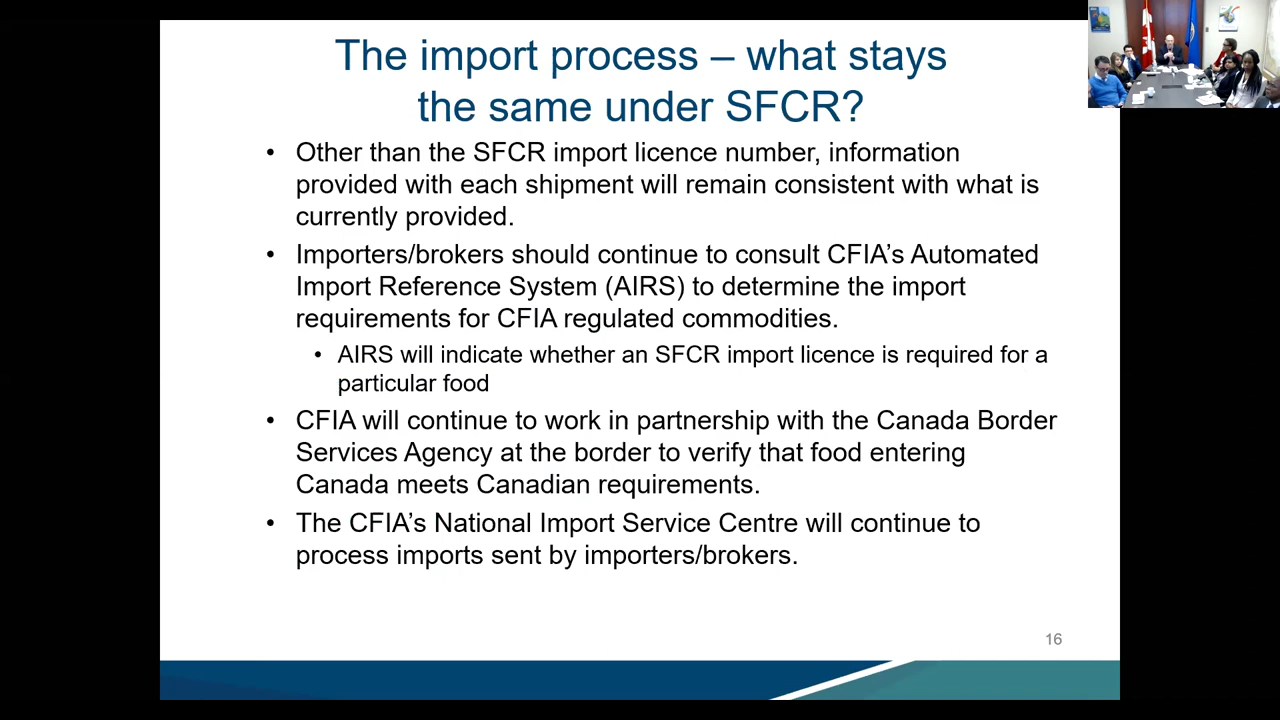 The import process – what stays
the same under SFCR?
• Other than the SFCR import licence number, information
provided with each shipment will remain consistent with what is
currently provided.
• Importers/brokers should continue to consult CFIA’s Automated
Import Reference System (AIRS) to determine the import
requirements for CFIA regulated commodities.
• AIRS will indicate whether an SFCR import licence is required for a
particular food
• CFIA will continue to work in partnership with the Canada Border
Services Agency at the border to verify that food entering
Canada meets Canadian requirements.
• The CFIA’s National Import Service Centre will continue to
process imports sent by importers/brokers.
16